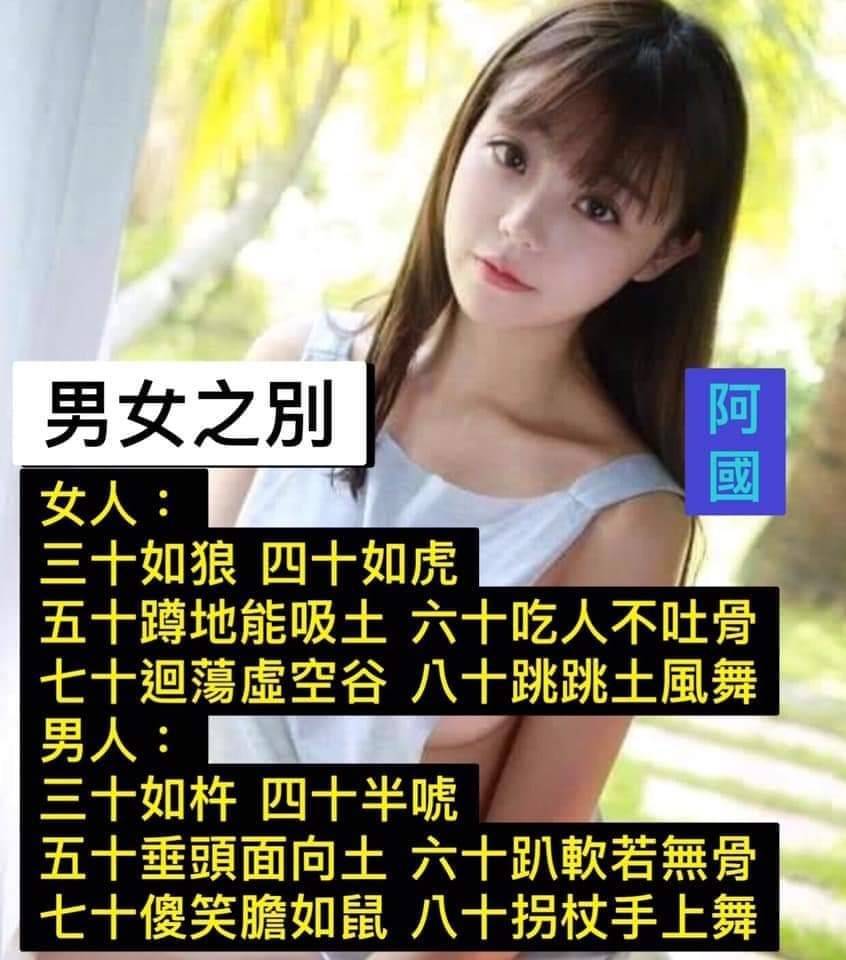 男女之別
阿
國
女人：
三十如狼 四十如虎
五十蹲地能吸土 六十吃人不吐骨
七十迴蕩虛空谷 八十跳跳土風舞
男人：
三十如杵 四十半唬
五十垂頭面向土 六十趴軟若無骨
七十傻笑膽如鼠 八十拐杖手上舞